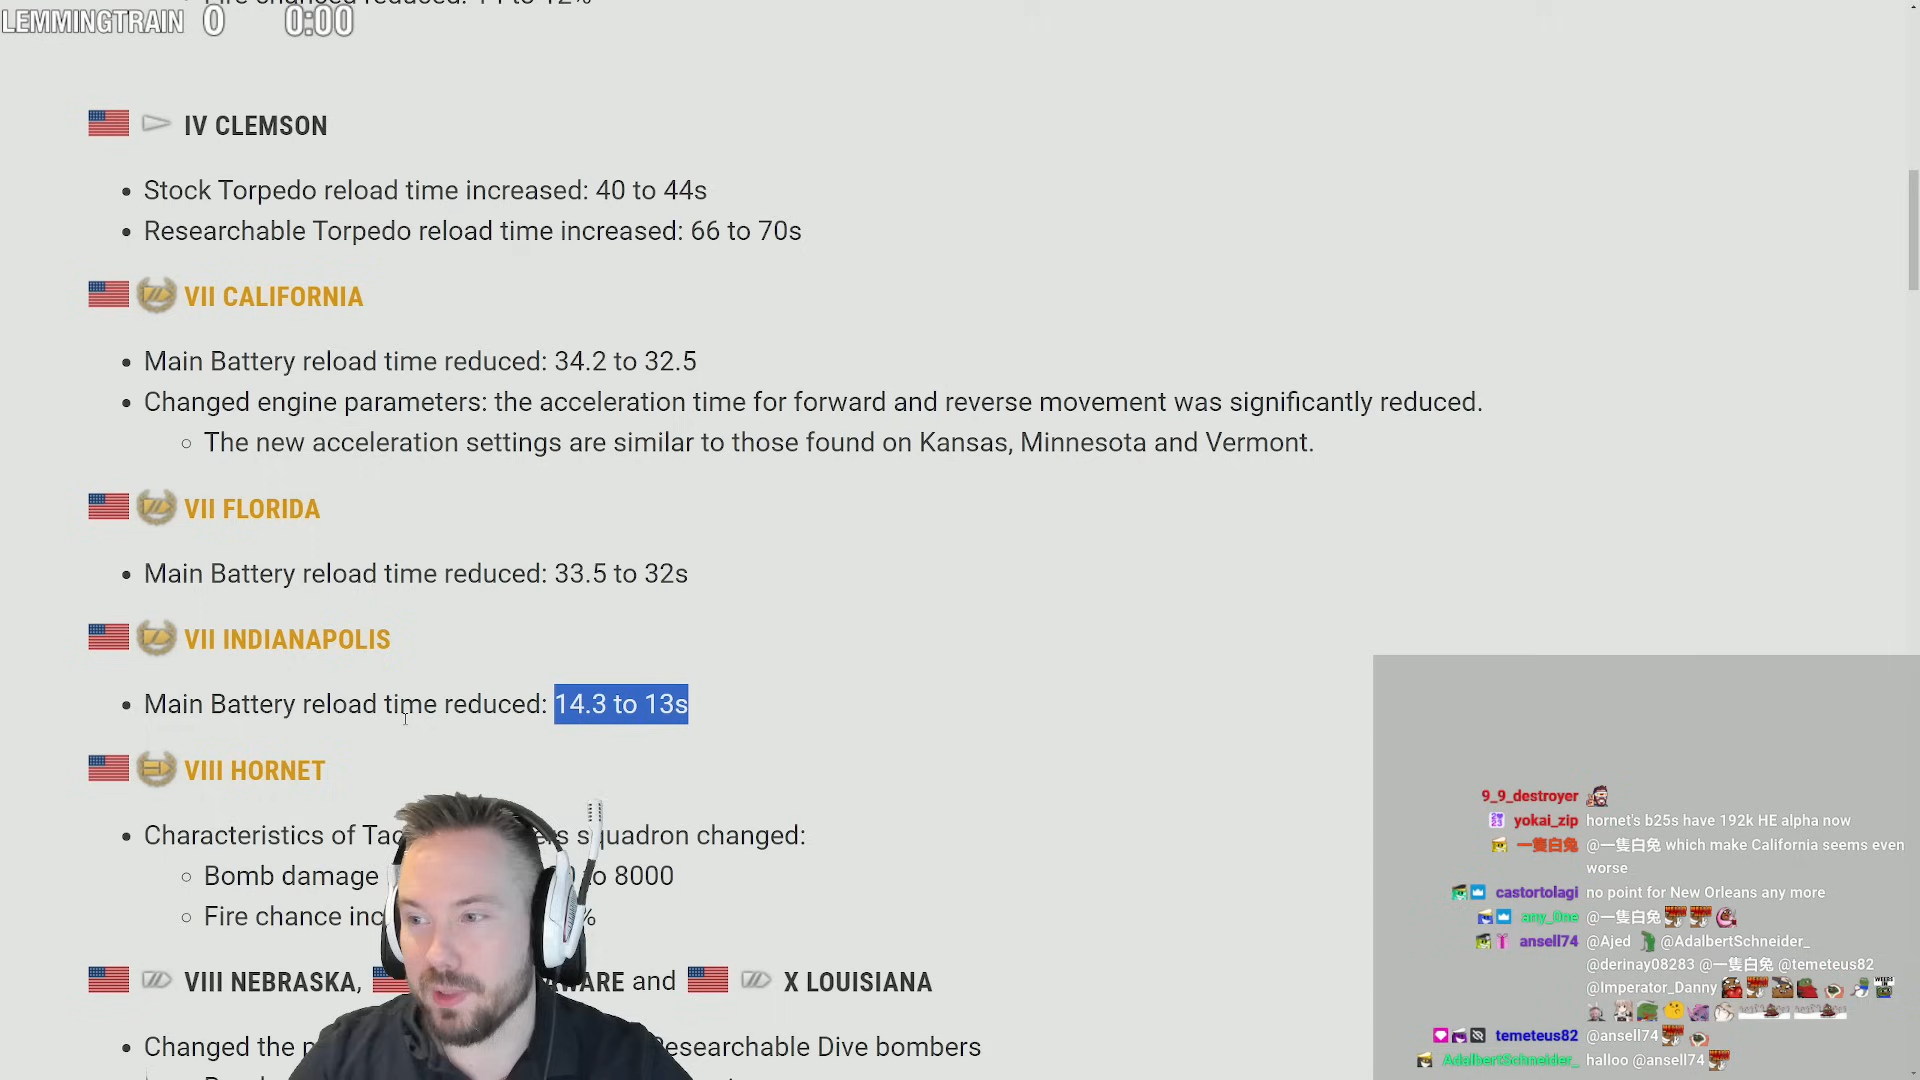 LEMMINGTRAIN 0 0:00
IV CLEMSON
Stock Torpedo reload time increased: 40 to 44s
Researchable Torpedo reload time increased: 66 to 70s
VII CALIFORNIA
Main Battery reload time reduced: 34.2 to 32.5
Changed engine parameters: the acceleration time for forward and reverse movement was significantly reduced.
The new acceleration settings are similar to those found on Kansas, Minnesota and Vermont.
VII FLORIDA
Main Battery reload time reduced: 33.5 to 32s
VII INDIANAPOLIS
Main Battery reload time reduced: 14.3 to 13s
VIII HORNET
Characteristics of squadron changed:
Bomb damage to 8000
Fire chance
VIII NEBRASKA, and X LOUISIANA
Changed the Researchable Dive bombers
9_9_destroyer
yokai_zip hornet's b25s have 192k HE alpha now
一隻白兔 @一隻白兔 which make California seems even
worse
castortolagi no point for New Orleans any more
any_0ne @一隻白兔
ansell74 @Ajed @AdalbertSchneider_
@derinay08283 @一隻白兔 @temeteus82
@Imperator_Danny
temeteus82 @ansell74
AdalbertSchneider_ halloo @ansell74